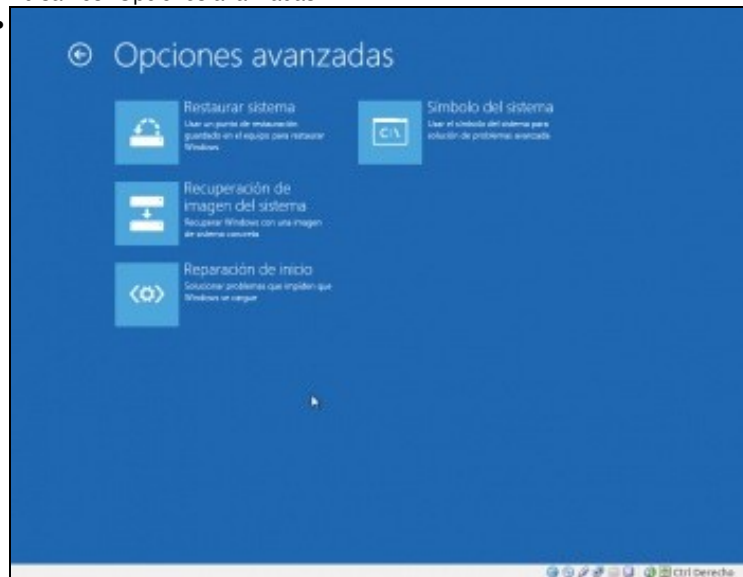 Opciones avanzadas
Restaurar sistema
Usar un punto de restauración
guardado en el equipo para restaurar
Windows
Símbolo del sistema
Usar el símbolo del sistema para
solución de problemas avanzada
Recuperación de
imagen del sistema
Recuperar Windows con una imagen
de sistema concreta
Reparación de inicio
Solucionar problemas que impiden que
Windows se cargue
Ctrl Derecho